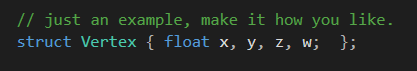 // just an example, make it how you like.
struct Vertex { float x, y, z, w;  };